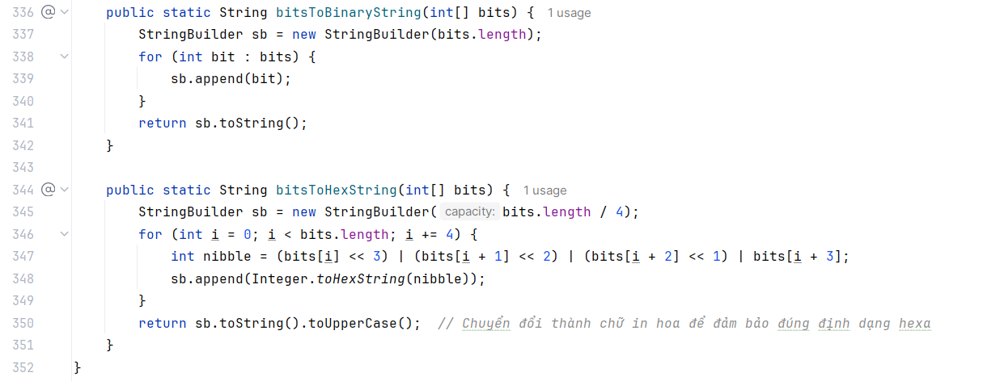 336 @ public static String bitsToBinaryString(int[] bits) { 1 usage
337 StringBuilder sb = new StringBuilder(bits.length);
338 for (int bit : bits) {
339 sb.append(bit);
340 }
341 return sb.toString();
342 }
343
344 @ public static String bitsToHexString(int[] bits) { 1 usage
345 StringBuilder sb = new StringBuilder( capacity: bits.length / 4);
346 for (int i = 0; i < bits.length; i += 4) {
347 int nibble = (bits[i] << 3) | (bits[i + 1] << 2) | (bits[i + 2] << 1) | bits[i + 3];
348 sb.append(Integer.toHexString(nibble));
349 }
350 return sb.toString().toUpperCase(); // Chuyển đổi thành chữ in hoa để đảm bảo đúng định dạng hexa
351 }
352 }